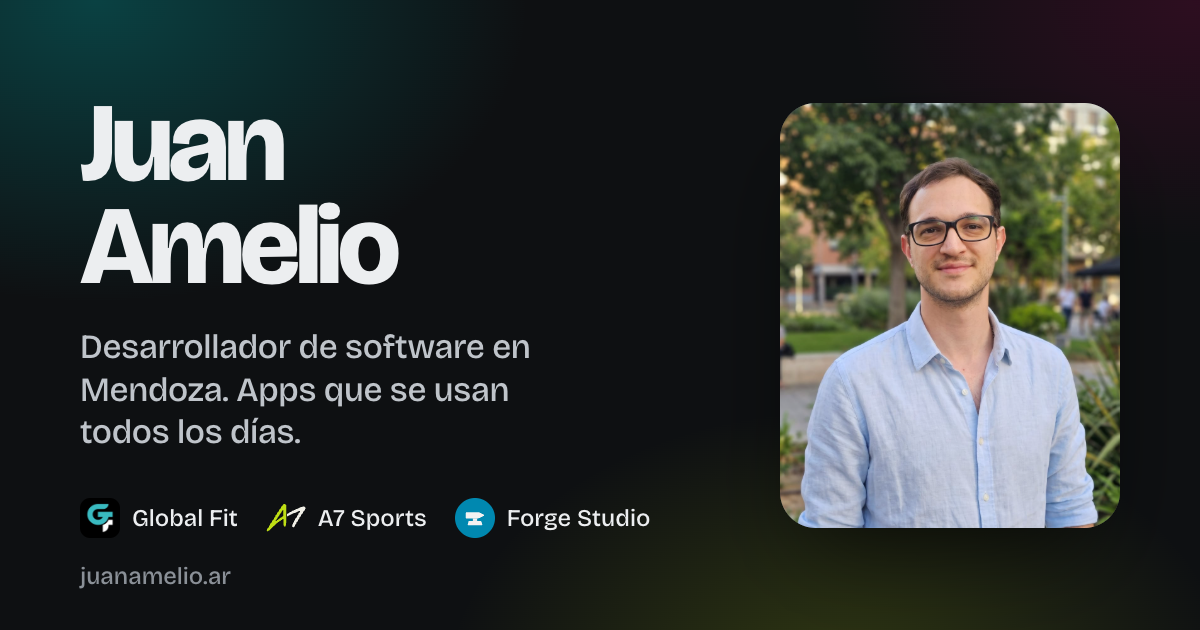 Juan
Amelio
Desarrollador de software en
Mendoza. Apps que se usan
todos los días.
Global Fit A7 Sports Forge Studio
juanamelio.ar